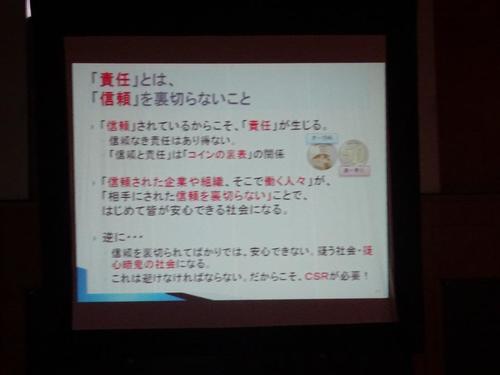 「責任」とは、
「信頼」を裏切らないこと
「信頼」されているからこそ、「責任」が生じる。
信頼なき責任はあり得ない。
「信頼と責任」は「コインの裏表」の関係
「信頼された企業や組織、そこで働く人々」が、
「相手にされた信頼を裏切らない」ことで、
はじめて皆が安心できる社会になる。
逆に・・・
信頼を裏切られてばかりでは、安心できない。疑う社会・疑
心暗鬼の社会になる。
これは避けなければならない。だからこそ、CSRが必要！